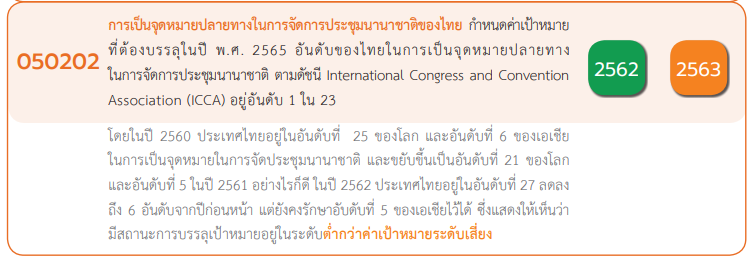 การเป็นจุดหมายปลายทางในการจัดการประชุมนานาชาติของไทย กำหนดค่าเป้าหมาย
ที่ต้องบรรลุในปี พ.ศ. 2565 อันดับของไทยในการเป็นจุดหมายปลายทาง
050202
ในการจัดการประชุมนานาชาติ ตามดัชนี International Congress and Convention
Association (ICCA) อยู่อันดับ 1 ใน 23
2562
2563
โดยในปี 2560 ประเทศไทยอยู่ในอันดับที่ 25 ของโลก และอันดับที่ 6 ของเอเชีย
ในการเป็นจุดหมายในการจัดประชุมนานาชาติ และขยับขึ้นเป็นอันดับที่ 21 ของโลก
และอันดับที่ 5 ในปี 2561 อย่างไรก็ดี ในปี 2562 ประเทศไทยอยู่ในอันดับที่ 27 ลดลง
ถึง 6 อันดับจากปีก่อนหน้า แต่ยังคงรักษาอับดับที่ 5 ของเอเชียไว้ได้ ซึ่งแสดงให้เห็นว่า
มีสถานะการบรรลุเป้าหมายอยู่ในระดับต่ำกว่าค่าเป้าหมายระดับเสี่ยง